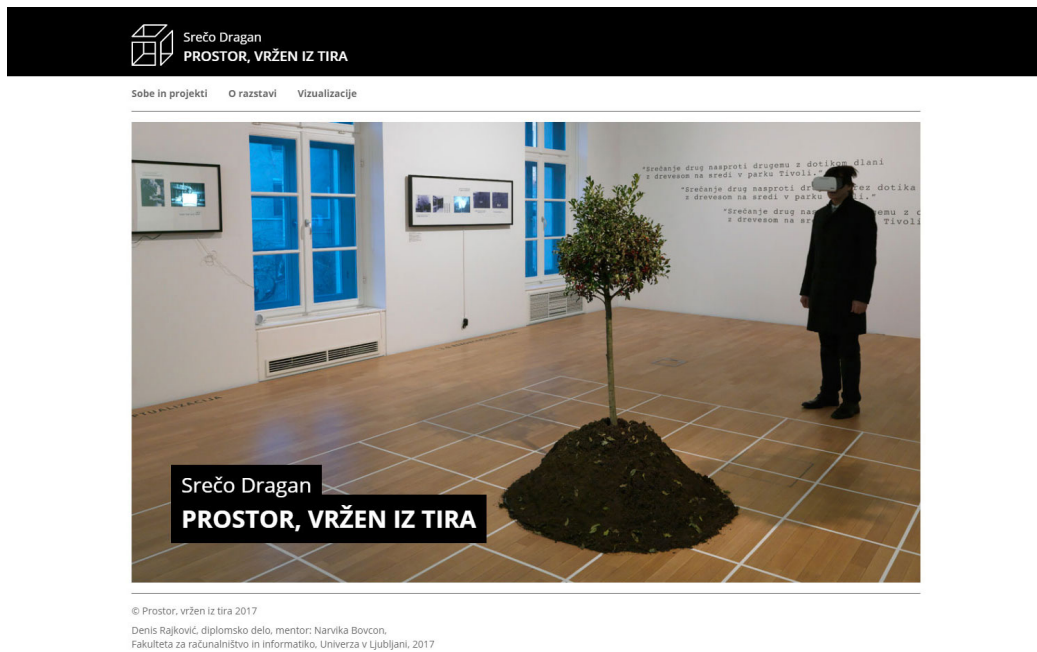 Srečo Dragan
PROSTOR, VRŽEN IZ TIRA
Sobe in projekti O razstavi Vizualizacije
"Srečanje drug nasproti drugemu z dotikom dlani
z drevesom na sredi v parku Tivoli."
"Srečanje drug nasproti dotika
z drevesom na sredi v parku
"Srečanje drug
z drevesom na Tivoli
Srečo Dragan
PROSTOR, VRŽEN IZ TIRA
© Prostor, vržen iz tira 2017
Denis Rajković, diplomsko delo, mentor: Narvika Bovcon,
Fakulteta za računalništvo in informatiko, Univerza v Ljubljani, 2017